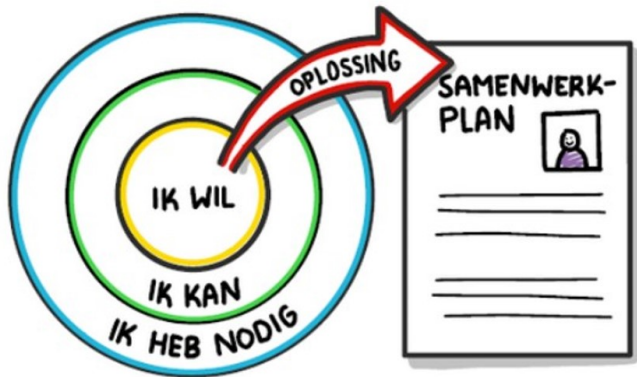 IK WIL
IK KAN
IK HEB NODIG
OPLOSSING
SAMENWERK-
PLAN